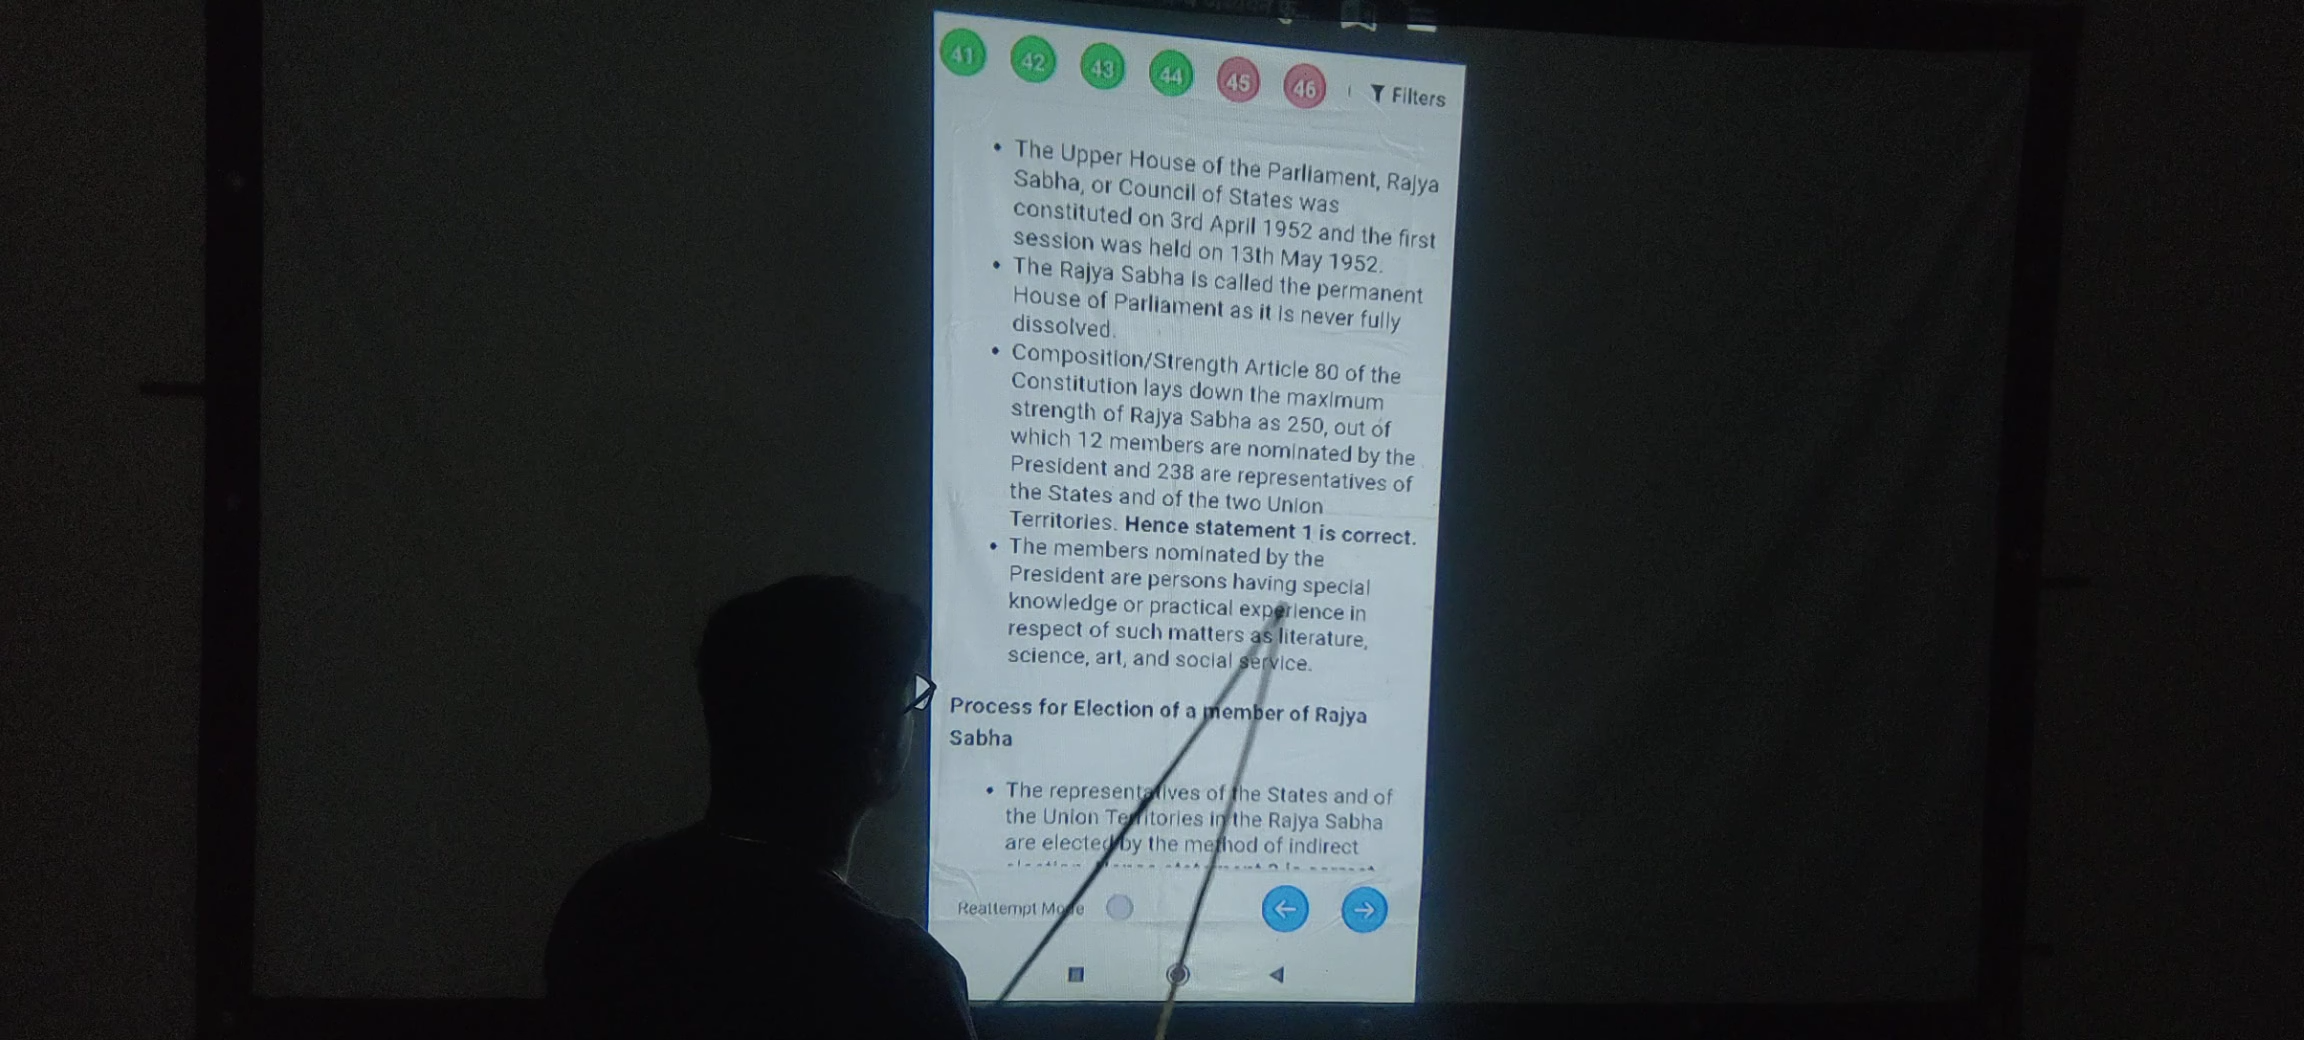 41 42 43 44 45 46 Filters
• The Upper House of the Parliament, Rajya
Sabha, or Council of States was
constituted on 3rd April 1952 and the first
session was held on 13th May 1952.
• The Rajya Sabha is called the permanent
House of Parliament as it is never fully
dissolved.
• Composition/Strength Article 80 of the
Constitution lays down the maximum
strength of Rajya Sabha as 250, out of
which 12 members are nominated by the
President and 238 are representatives of
the States and of the two Union
Territories. Hence statement 1 is correct.
• The members nominated by the
President are persons having special
knowledge or practical experience in
respect of such matters as literature,
science, art, and social service.
Process for Election of a member of Rajya
Sabha
• The representatives of the States and of
the Union Territories in the Rajya Sabha
are elected by the method of indirect
Reattempt Mode